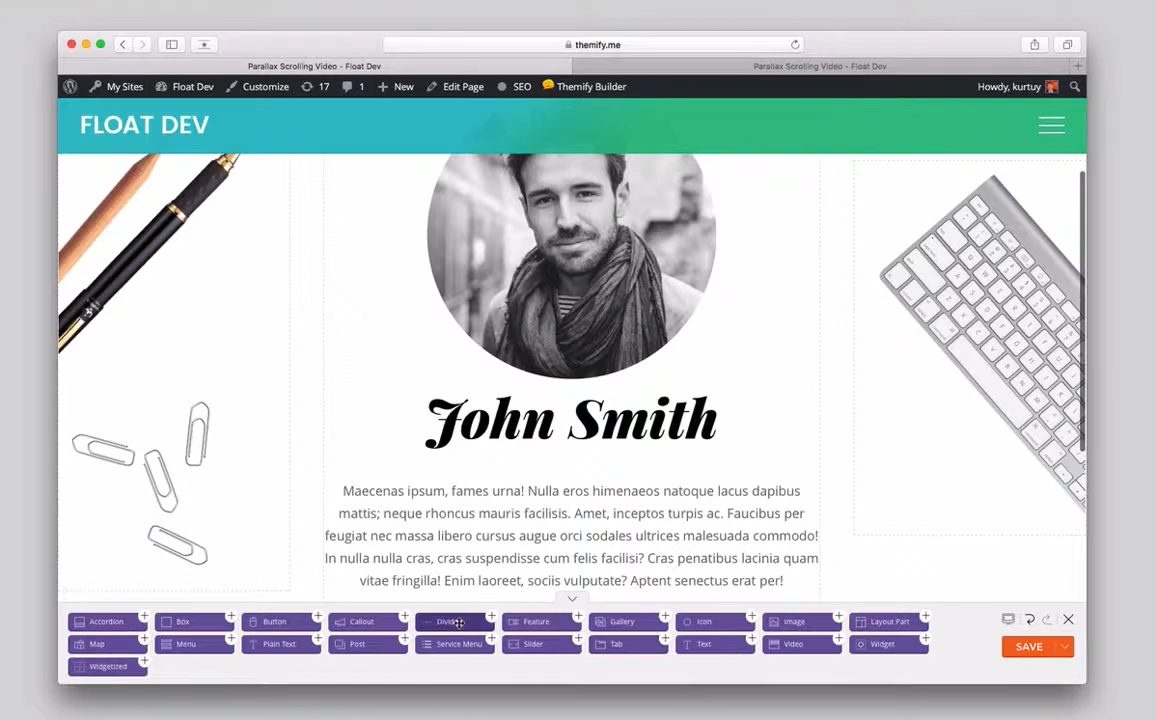 themify.me
Parallax Scrolling Video - Float Dev
Parallax Scrolling Video - Float Dev
My Sites
Float Dev
Customize
17
1
New
Edit Page
SEO
Themify Builder
Howdy, kurtuy
FLOAT DEV
John Smith
Maecenas ipsum, fames urna! Nulla eros himenaeos natoque lacus dapibus
mattis; neque rhoncus mauris facilisis. Amet, inceptos turpis ac. Faucibus per
feugiat nec massa libero cursus augue orci sodales ultrices malesuada commodo!
In nulla nulla cras, cras suspendisse cum felis facilisi? Cras penatibus lacinia quam
vitae fringilla! Enim laoreet, sociis vulputate? Aptent senectus erat per!
Accordion
Box
Button
Callout
Feature
Gallery
Icon
Image
Layout Part
Map
Menu
Plain Text
Post
Service Menu
Slider
Tab
Text
Video
Widget
Widgetized
SAVE